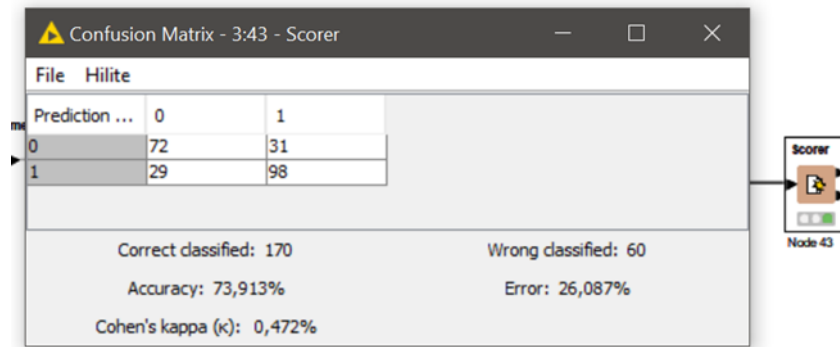 Confusion Matrix - 3:43 - Scorer
File Hilite
Prediction ... 0 1
0 72 31
1 29 98
Correct classified: 170 Wrong classified: 60
Accuracy: 73,913% Error: 26,087%
Cohen's kappa (κ): 0,472%
me
Scorer
Node 43